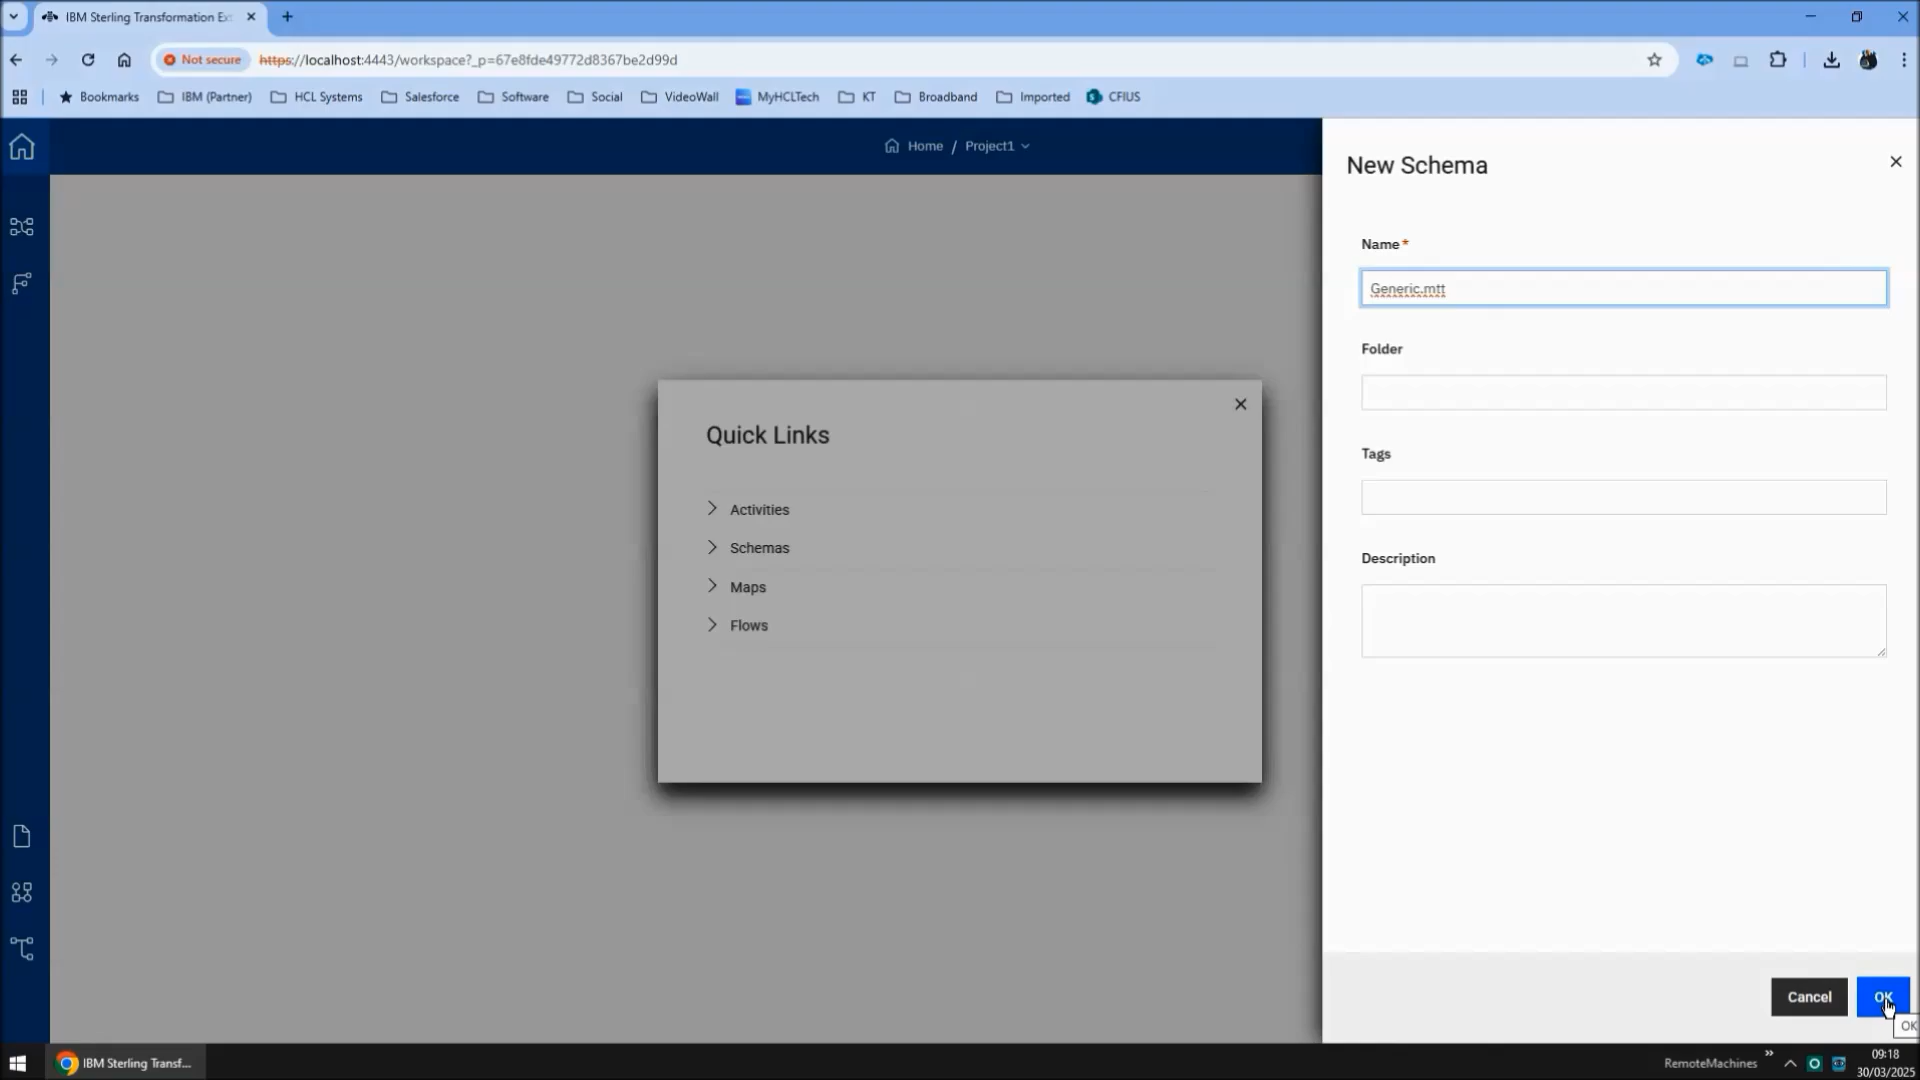 IBM Sterling Transformation Ex
Not secure
https://localhost:4443/workspace?_p=67e8fde49772d8367be2d99d
Bookmarks
IBM (Partner)
HCL Systems
Salesforce
Software
Social
VideoWall
MyHCLTech
KT
Broadband
Imported
CFIUS
Home / Project1
New Schema
Name*
Generic.mtt
Folder
Tags
Description
Quick Links
Activities
Schemas
Maps
Flows
Cancel
OK
OK
IBM Sterling Transf...
RemoteMachines
09:18
30/03/2025